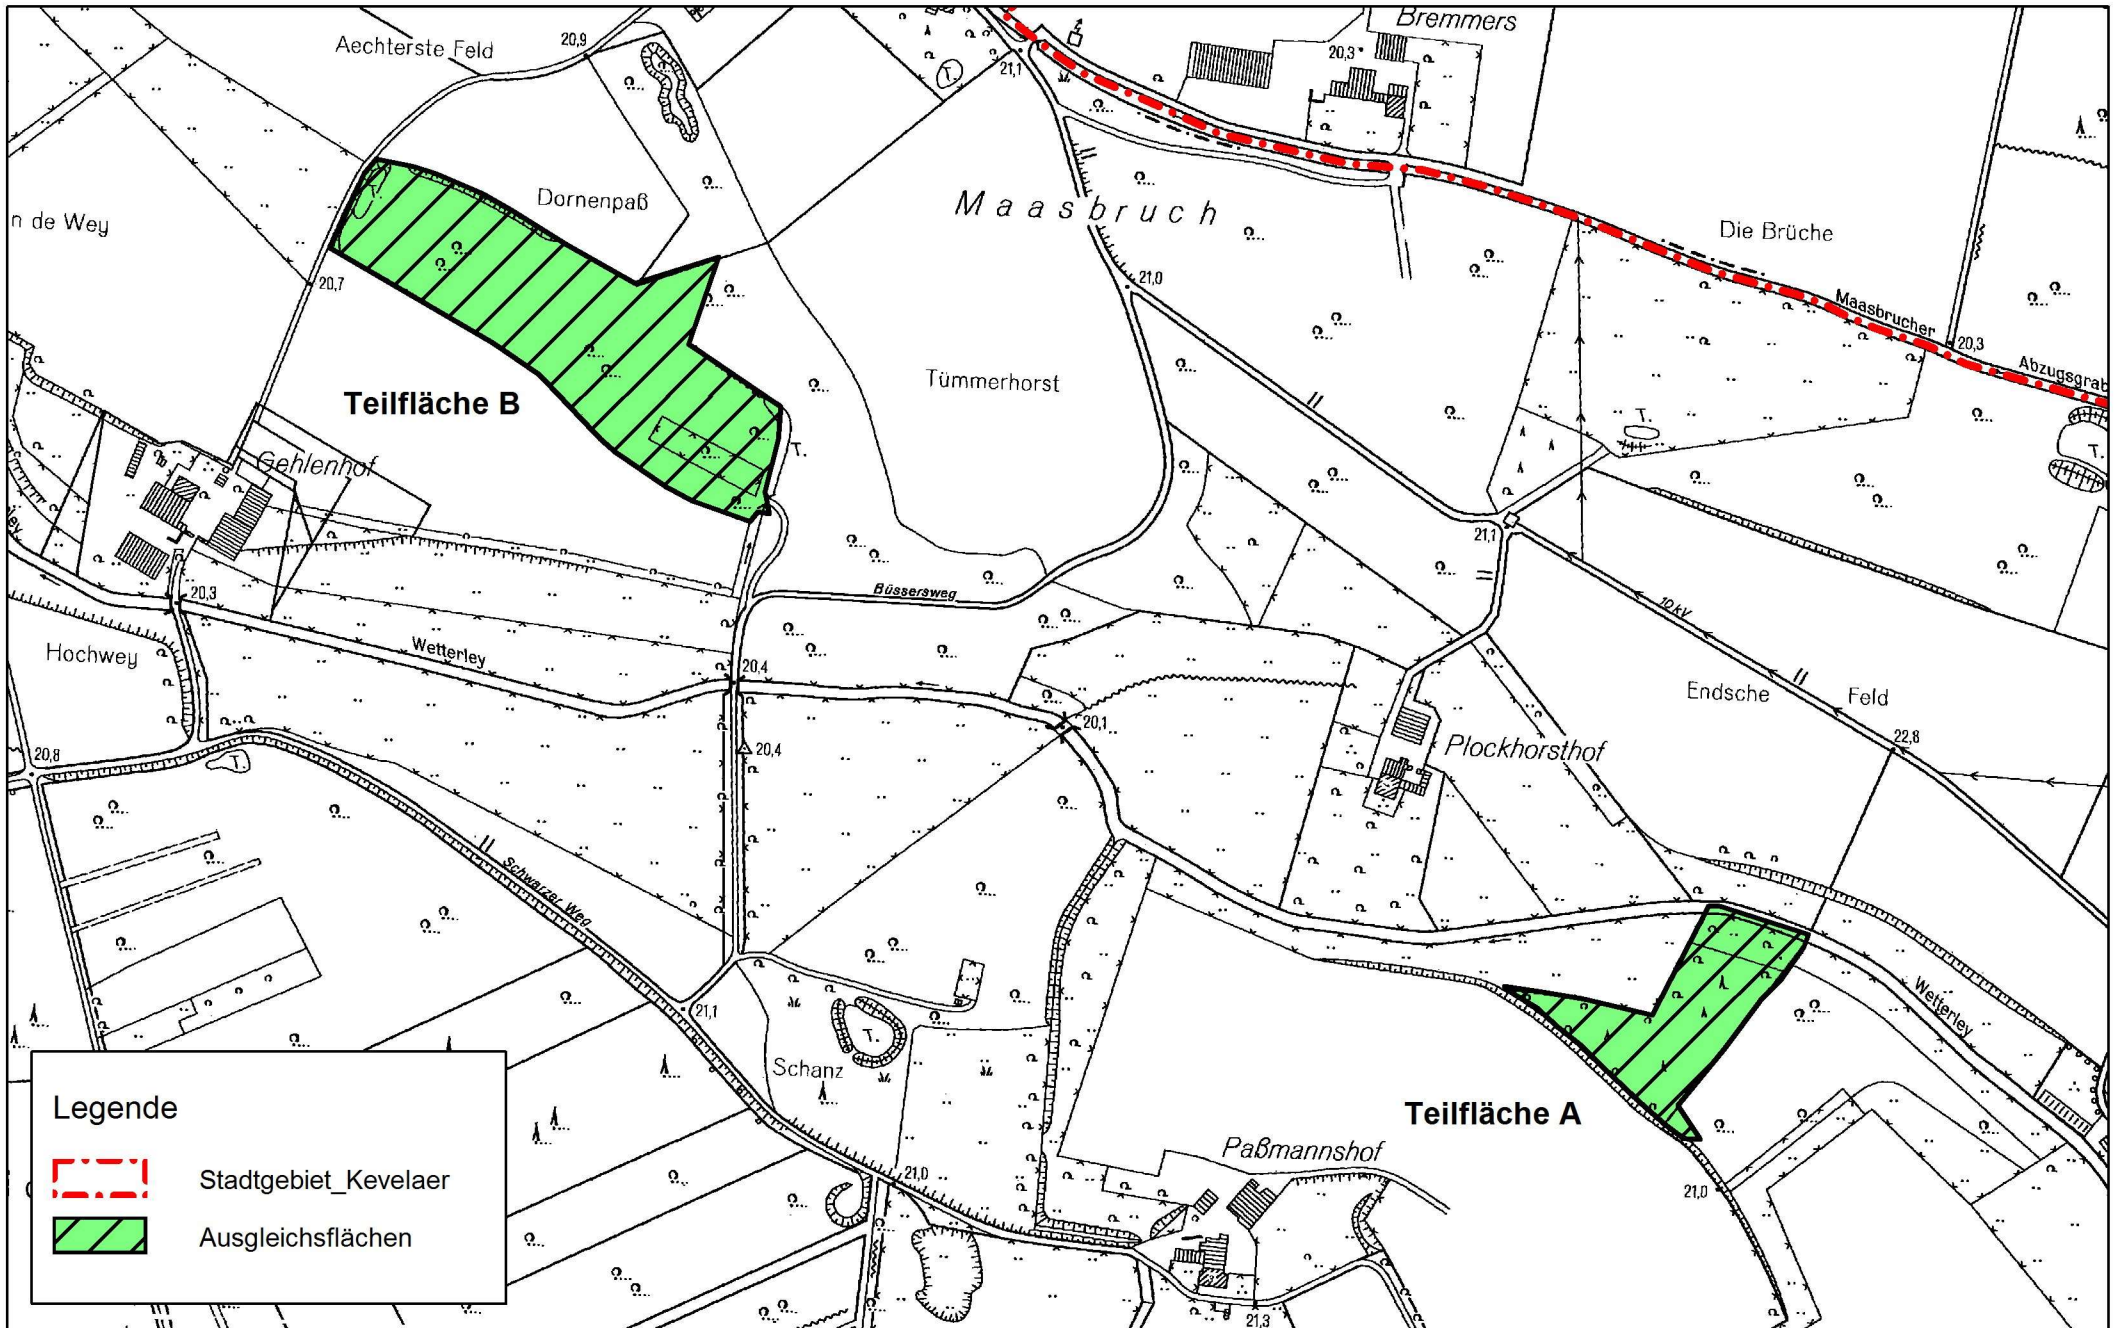 Bremmers
Aechterste Feld
20,9
21,1
20,3
T.
T.
Dornenpaß
Maasbruch
n de Wey
Die Brüche
20,7
21,0
Maasbrucher
20,3
Abzugsgrab
Tümmerhorst
Teilfläche B
T.
T.
T.
Gehlenhof
21,1
20,3
Büssersweg
10 kV
Hochwey
Wetterley
20,4
Endsche Feld
20,1
22,8
20,8
20,4
Plockhorsthof
T.
Schwarzer Weg
Wetterley
21,1
T.
Schanz
Legende
Teilfläche A
Paßmannshof
Stadtgebiet_Kevelaer
21,0
21,0
Ausgleichsflächen
21,3